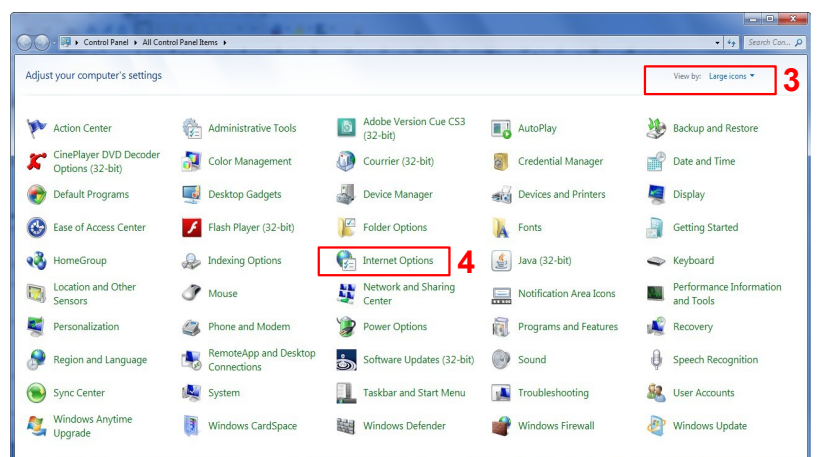 Control Panel ▸ All Control Panel Items ▸
Search Con...
Adjust your computer's settings
View by: Large icons
3
Action Center
Administrative Tools
Adobe Version Cue CS3
(32-bit)
AutoPlay
Backup and Restore
CinePlayer DVD Decoder
Options (32-bit)
Color Management
Courrier (32-bit)
Credential Manager
Date and Time
Default Programs
Desktop Gadgets
Device Manager
Devices and Printers
Display
Ease of Access Center
Flash Player (32-bit)
Folder Options
Fonts
Getting Started
HomeGroup
Indexing Options
Internet Options
4
Java (32-bit)
Keyboard
Location and Other
Sensors
Mouse
Network and Sharing
Center
Notification Area Icons
Performance Information
and Tools
Personalization
Phone and Modem
Power Options
Programs and Features
Recovery
Region and Language
RemoteApp and Desktop
Connections
Software Updates (32-bit)
Sound
Speech Recognition
Sync Center
System
Taskbar and Start Menu
Troubleshooting
User Accounts
Windows Anytime
Upgrade
Windows CardSpace
Windows Defender
Windows Firewall
Windows Update